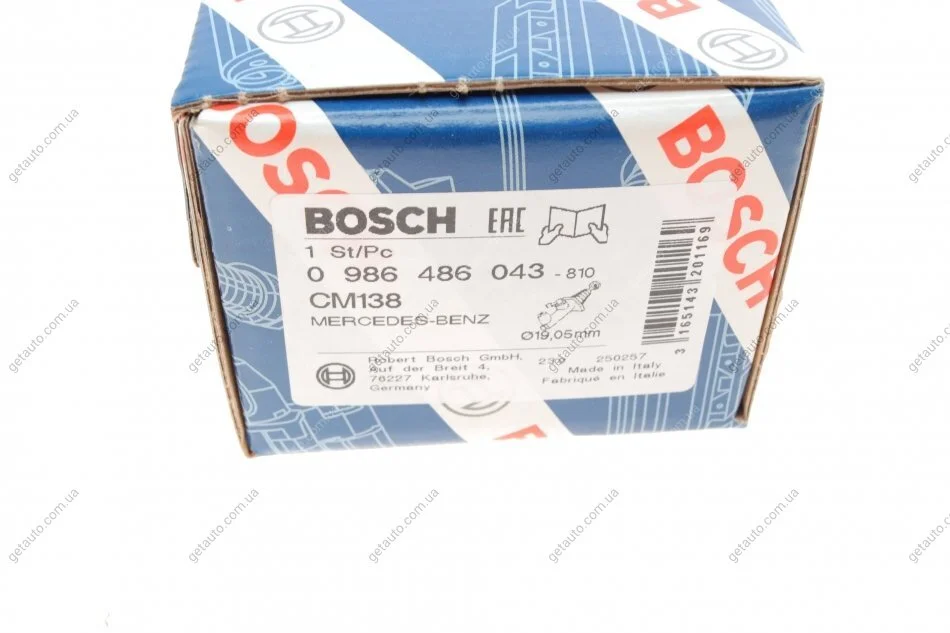 BOSCH
BOSCH
BOSCH EAC
1 St/Pc
0 986 486 043 - 810
CM138
MERCEDES-BENZ
Ø19,05mm
3 165143 201169
Robert Bosch GmbH.
Auf der Breit 4,
76227 Karlsruhe,
Germany
250257
Made in Italy
Fabriqué en Italie
getauto.com.ua